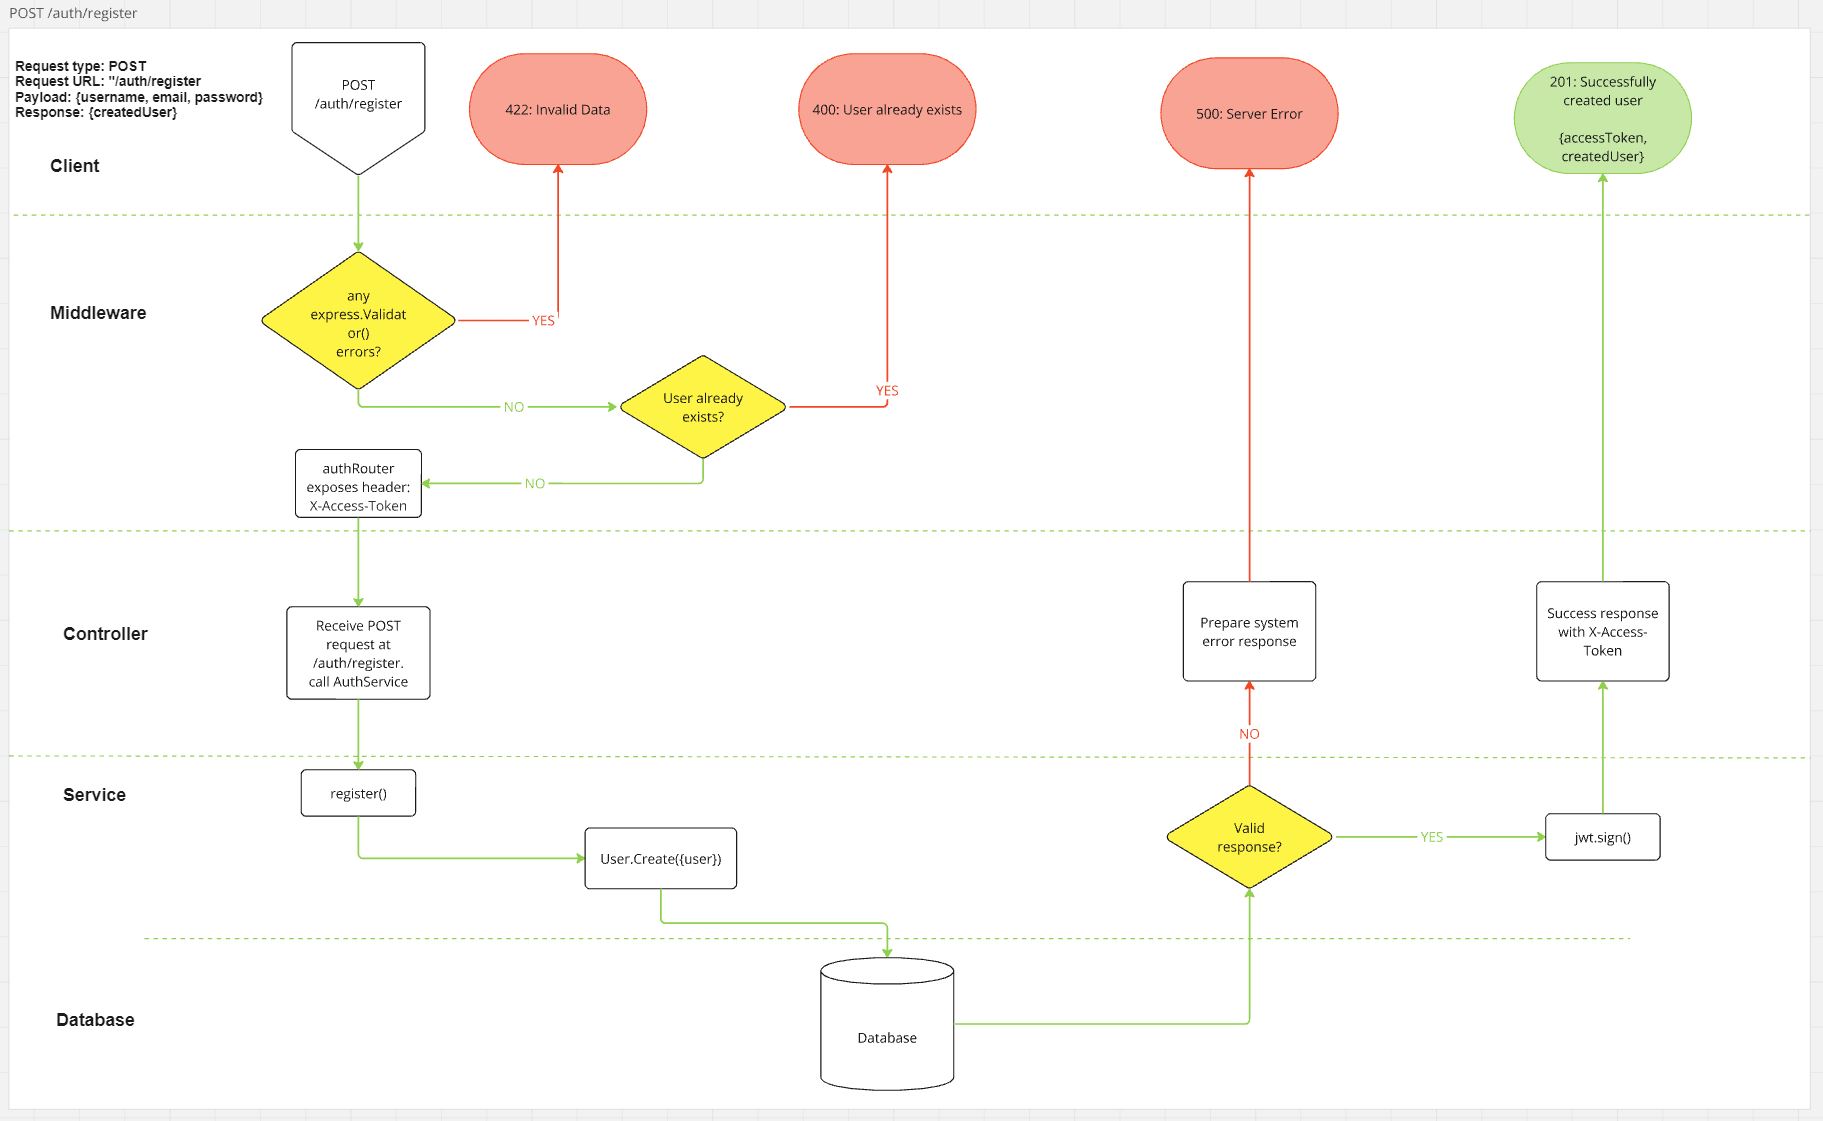 POST /auth/register
Request type: POST
Request URL: "/auth/register
Payload: {username, email, password}
Response: {createdUser}
POST
/auth/register
422: Invalid Data
400: User already exists
500: Server Error
201: Successfully
created user
{accessToken,
createdUser}
Client
Middleware
any
express.Validat
or()
errors?
YES
NO
User already
exists?
YES
NO
authRouter
exposes header:
X-Access-Token
Controller
Receive POST
request at
/auth/register.
call AuthService
Prepare system
error response
Success response
with X-Access-
Token
NO
Service
register()
User.Create({user})
Valid
response?
YES
jwt.sign()
Database
Database